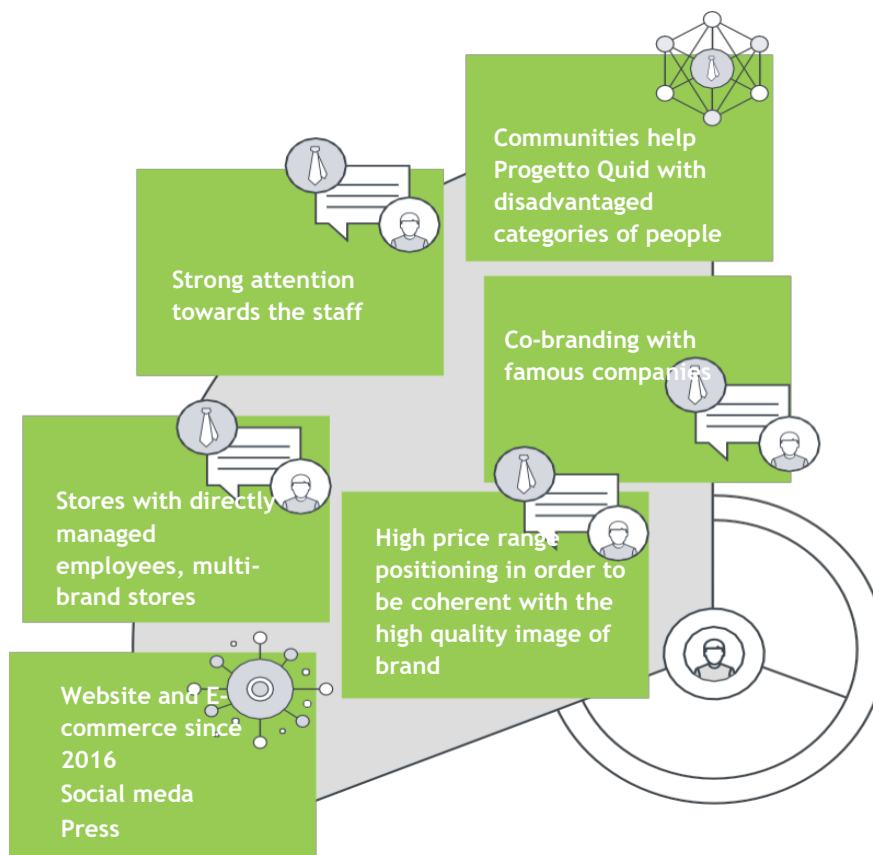 Communities help
Progetto Quid with
disadvantaged
categories of people
Strong attention
towards the staff
Co-branding with
famous companies
Stores with directly
managed
employees, multi-
brand stores
High price range
positioning in order to
be coherent with the
high quality image of
brand
Website and E-
commerce since
2016
Social meda
Press